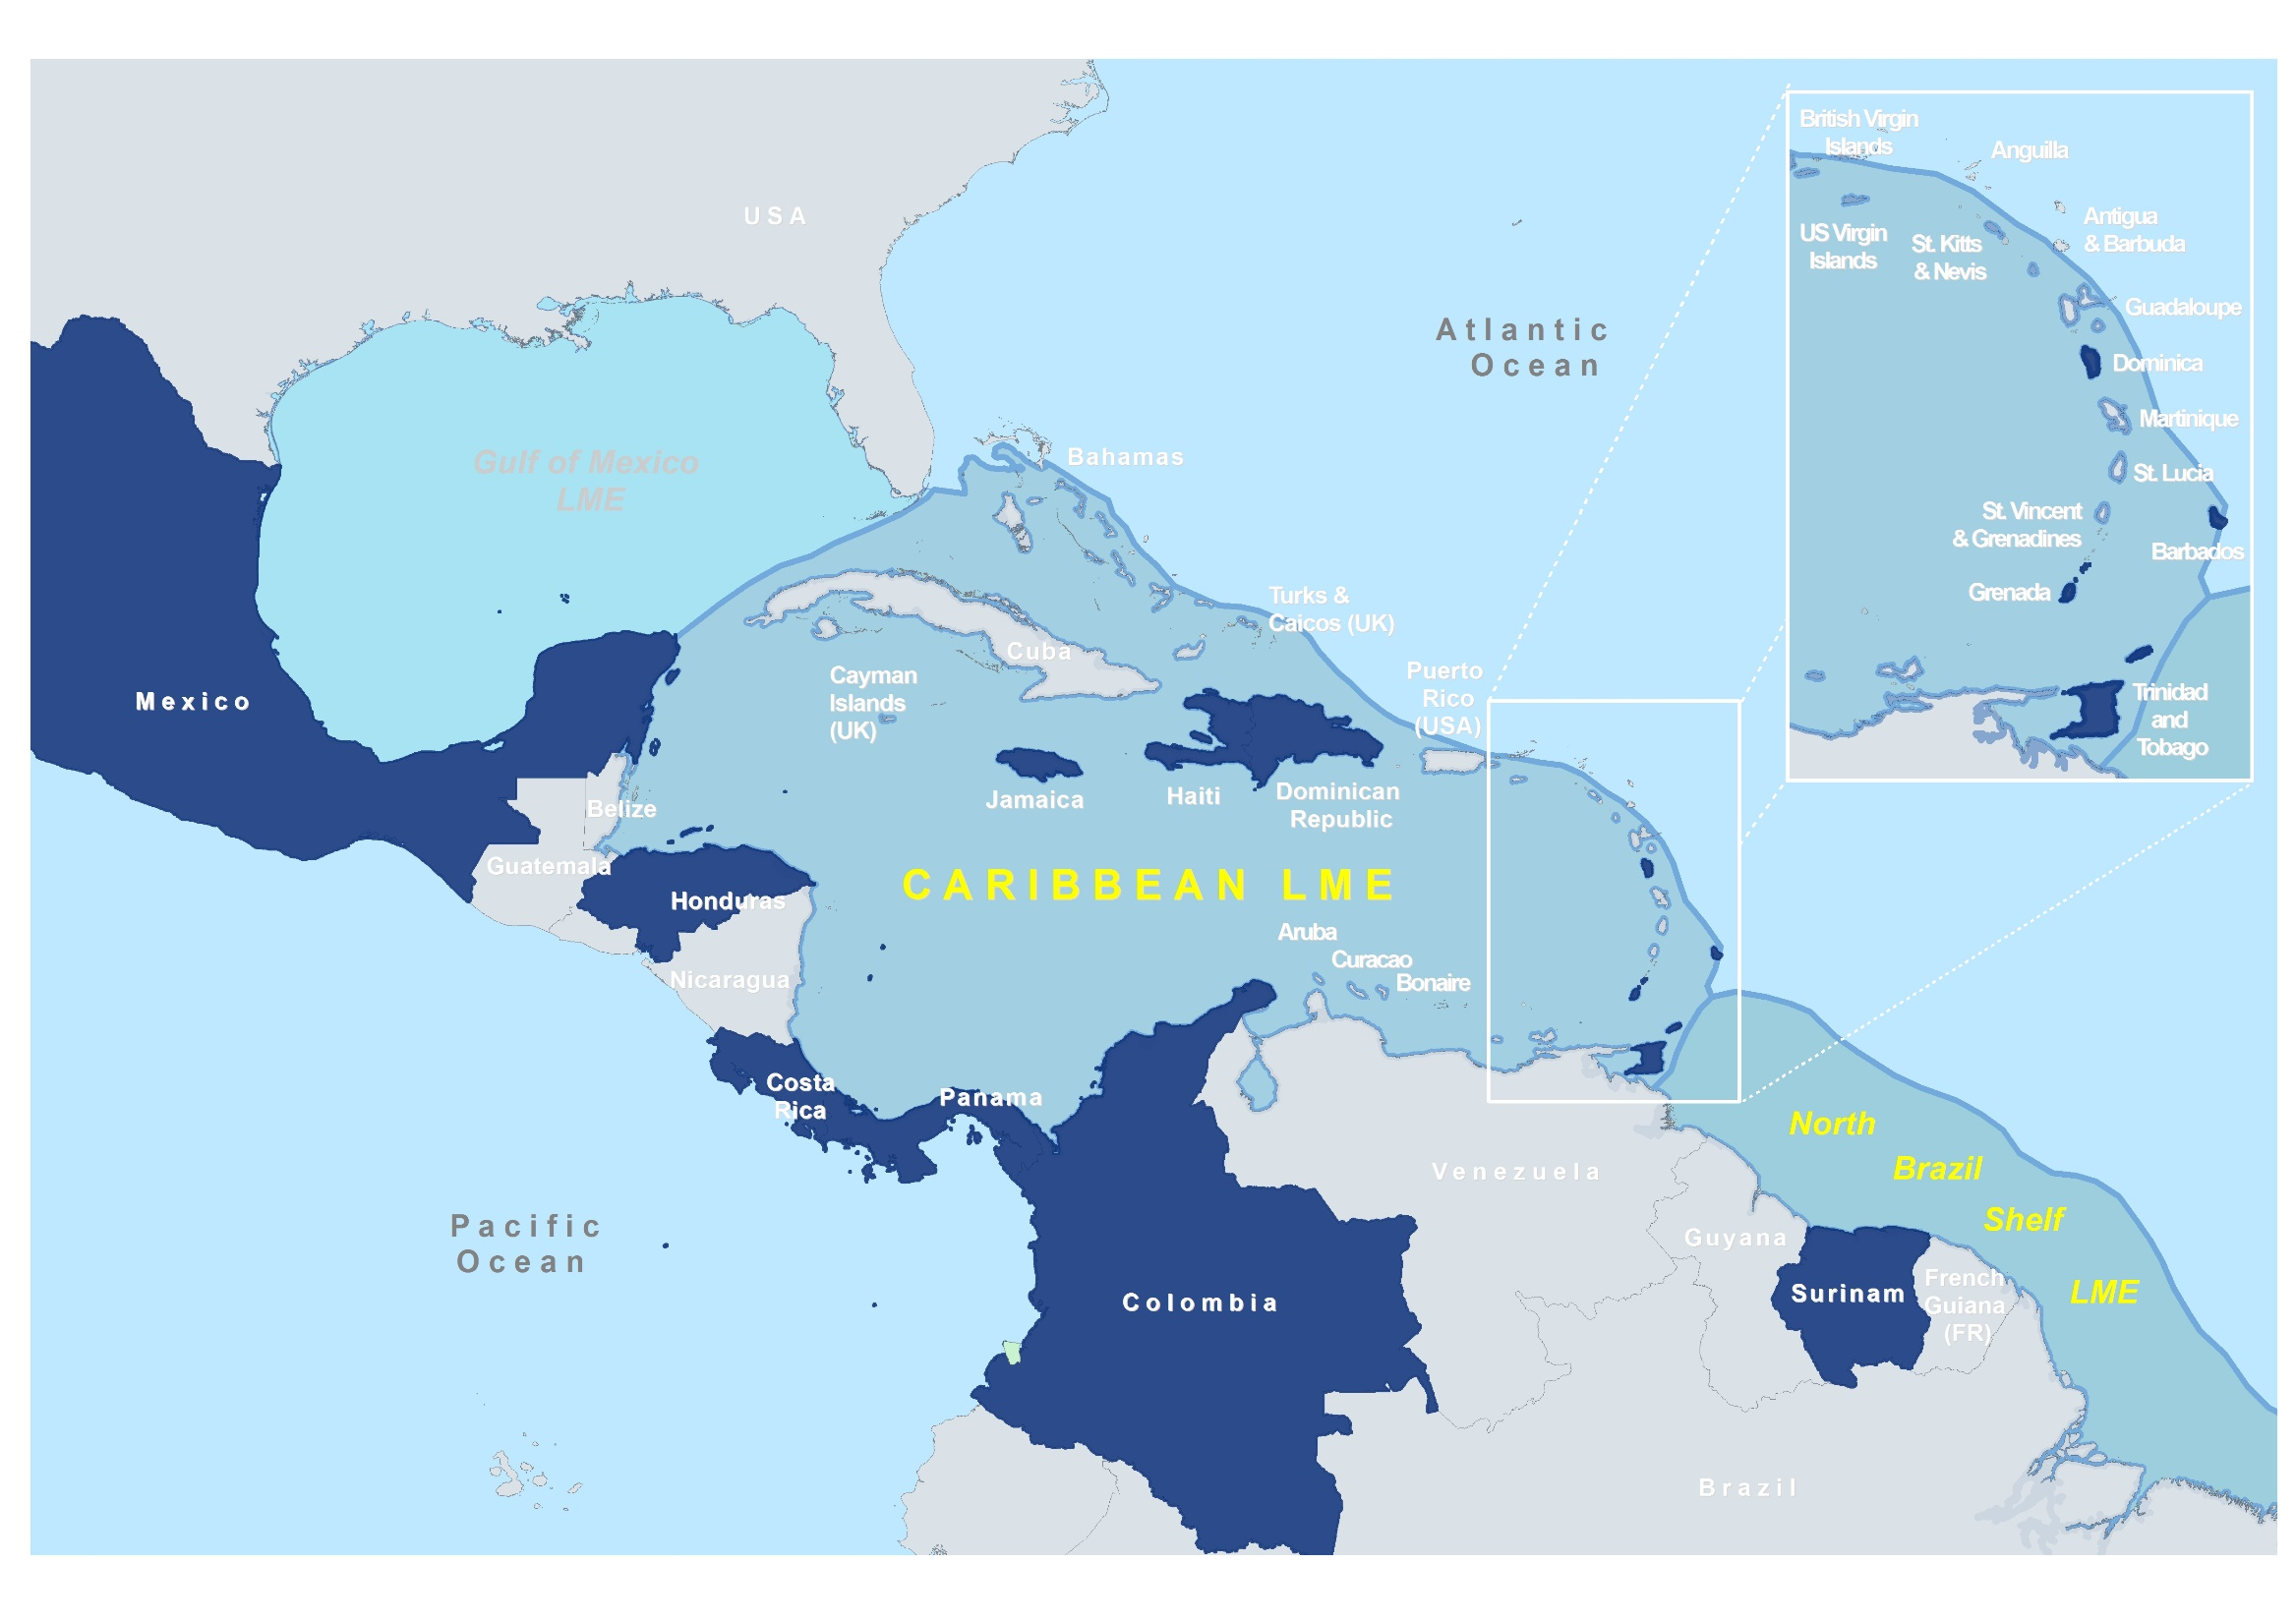 USA
Gulf of Mexico
LME
Atlantic
Ocean
Bahamas
Mexico
Cuba
Turks &
Caicos (UK)
Cayman
Islands
(UK)
Puerto
Rico
(USA)
Jamaica
Haiti
Dominican
Republic
Belize
Guatemala
Honduras
Nicaragua
CARIBBEAN LME
Aruba
Curacao
Bonaire
Costa
Rica
Panama
Pacific
Ocean
Colombia
Venezuela
Guyana
Surinam
French
Guiana
(FR)
Brazil
North
Brazil
Shelf
LME
British Virgin
Islands
Anguilla
US Virgin
Islands
St. Kitts
& Nevis
Antigua
& Barbuda
Guadaloupe
Dominica
Martinique
St. Lucia
St. Vincent
& Grenadines
Barbados
Grenada
Trinidad
and
Tobago